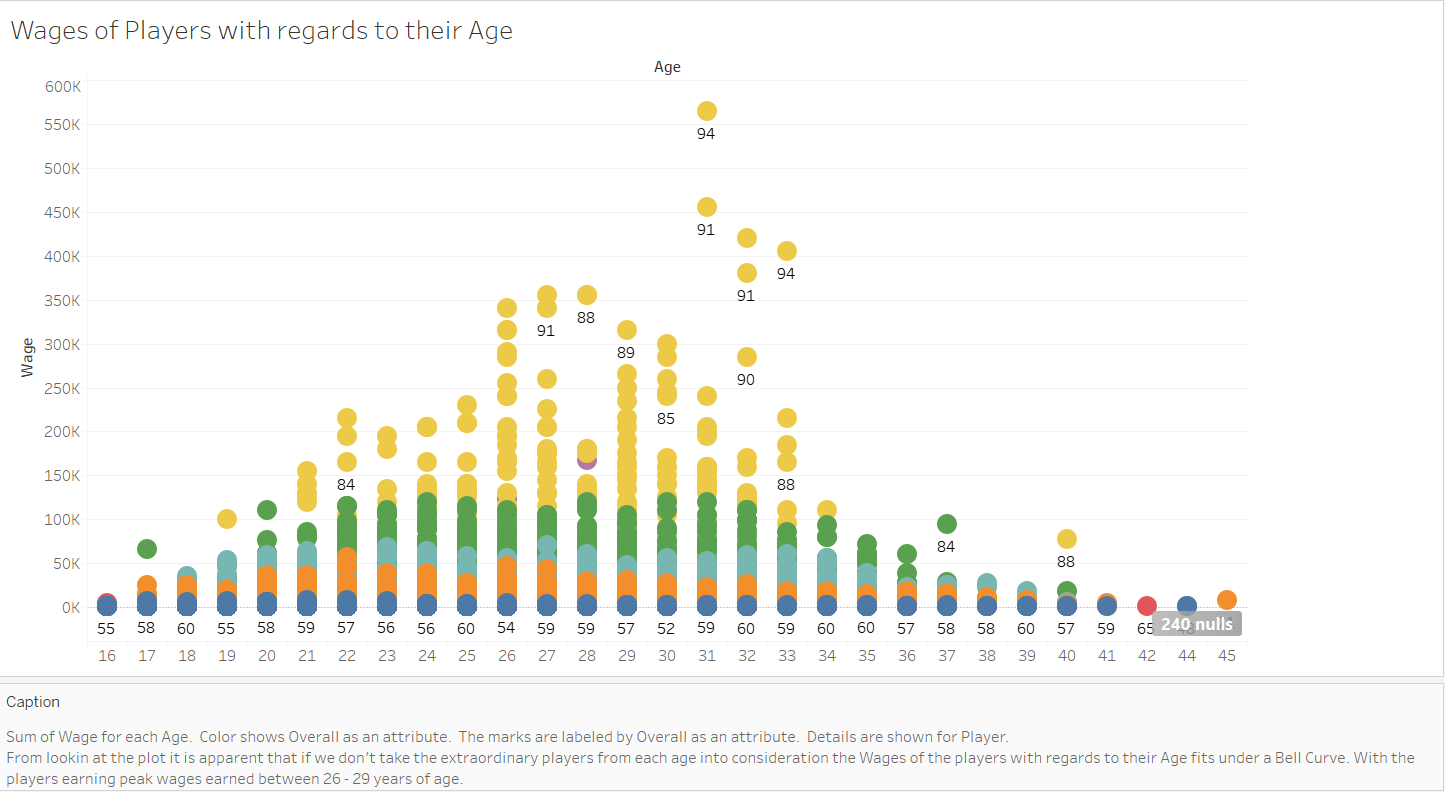 Wages of Players with regards to their Age
Age
600K
94
550K
500K
91
450K
94
400K
91
350K
91
88
300K
89
90
250K
85
200K
84
88
150K
100K
84
88
50K
0K
Wage
55 58 60 55 58 59 57 56 56 60 54 59 59 57 52 59 60 59 60 60 57 58 58 60 57 59 65
240 nulls
16 17 18 19 20 21 22 23 24 25 26 27 28 29 30 31 32 33 34 35 36 37 38 39 40 41 42 44 45
Caption
Sum of Wage for each Age. Color shows Overall as an attribute. The marks are labeled by Overall as an attribute. Details are shown for Player.
From lookin at the plot it is apparent that if we don't take the extraordinary players from each age into consideration the Wages of the players with regards to their Age fits under a Bell Curve. With the
players earning peak wages earned between 26 - 29 years of age.